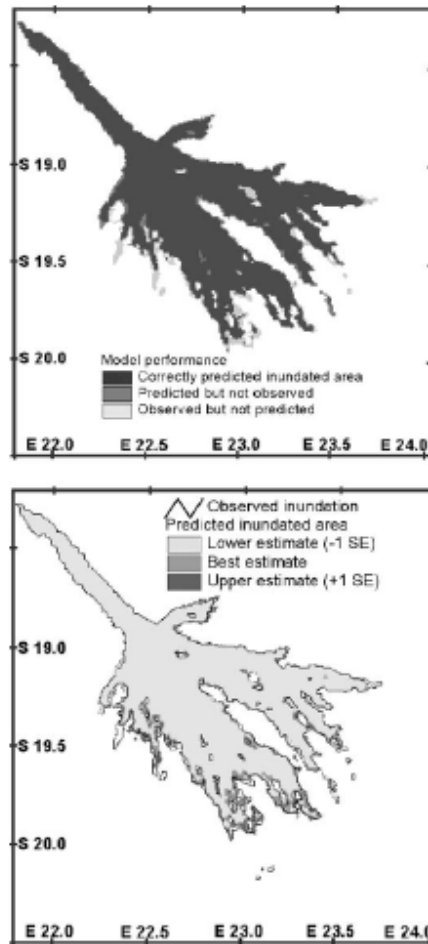 S 19.0
S 19.5
S 20.0
Model performance
Correctly predicted inundated area
Predicted but not observed
Observed but not predicted
E 22.0 E 22.5 E 23.0 E 23.5 E 24.0
Observed inundation
Predicted inundated area
Lower estimate (-1 SE)
Best estimate
Upper estimate (+1 SE)
S 19.0
S 19.5
S 20.0
E 22.0 E 22.5 E 23.0 E 23.5 E 24.0